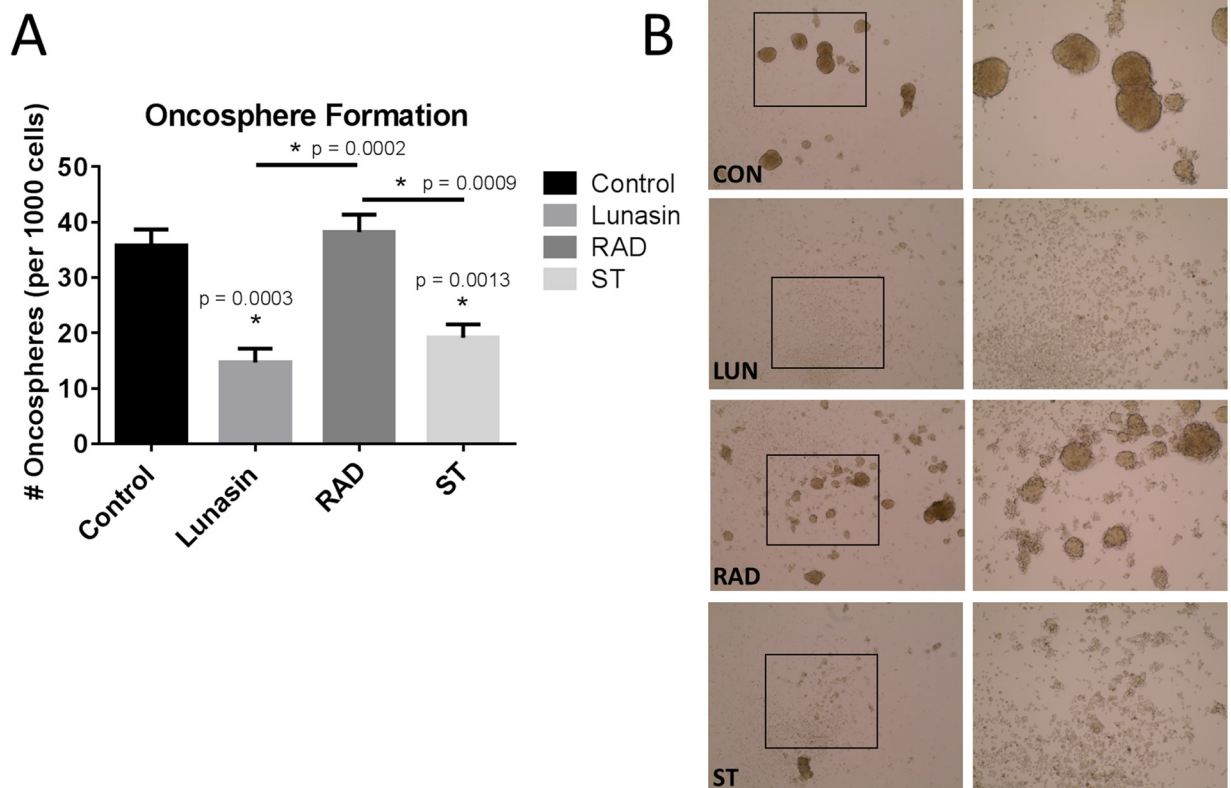 A
Oncosphere Formation
# Oncospheres (per 1000 cells)
50
40
30
20
10
0
* p = 0.0002
* p = 0.0009
p = 0.0003
*
p = 0.0013
*
Control
Lunasin
RAD
ST
Control
Lunasin
RAD
ST
B
CON
LUN
RAD
ST